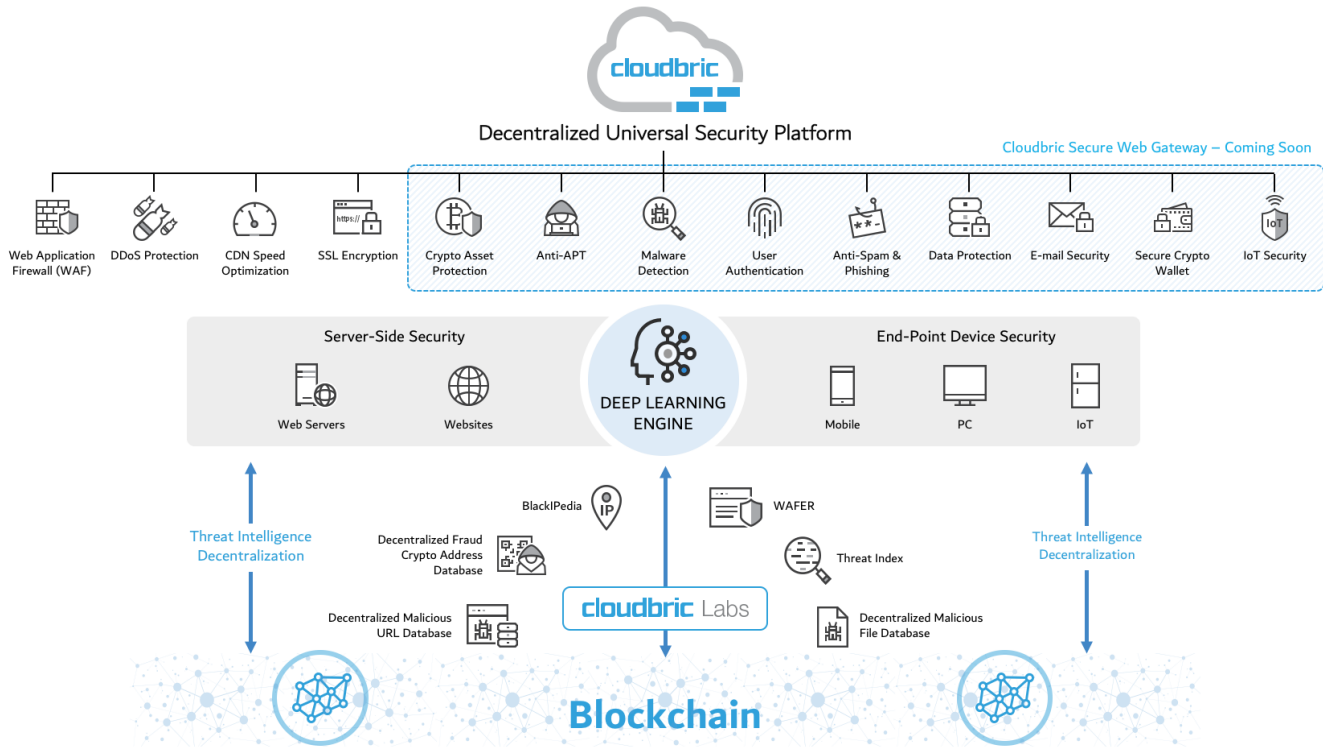 cloudbric
Decentralized Universal Security Platform
Cloudbric Secure Web Gateway – Coming Soon
https://
IoT
Web Application
Firewall (WAF)
DDoS Protection
CDN Speed
Optimization
SSL Encryption
Crypto Asset
Protection
Anti-APT
Malware
Detection
User
Authentication
Anti-Spam &
Phishing
Data Protection
E-mail Security
Secure Crypto
Wallet
IoT Security
Server-Side Security
Web Servers
Websites
DEEP LEARNING
ENGINE
End-Point Device Security
Mobile
PC
IoT
Threat Intelligence
Decentralization
BlackIPedia
IP
WAFER
Decentralized Fraud
Crypto Address
Database
Threat Index
Threat Intelligence
Decentralization
cloudbric Labs
Decentralized Malicious
URL Database
Decentralized Malicious
File Database
Blockchain